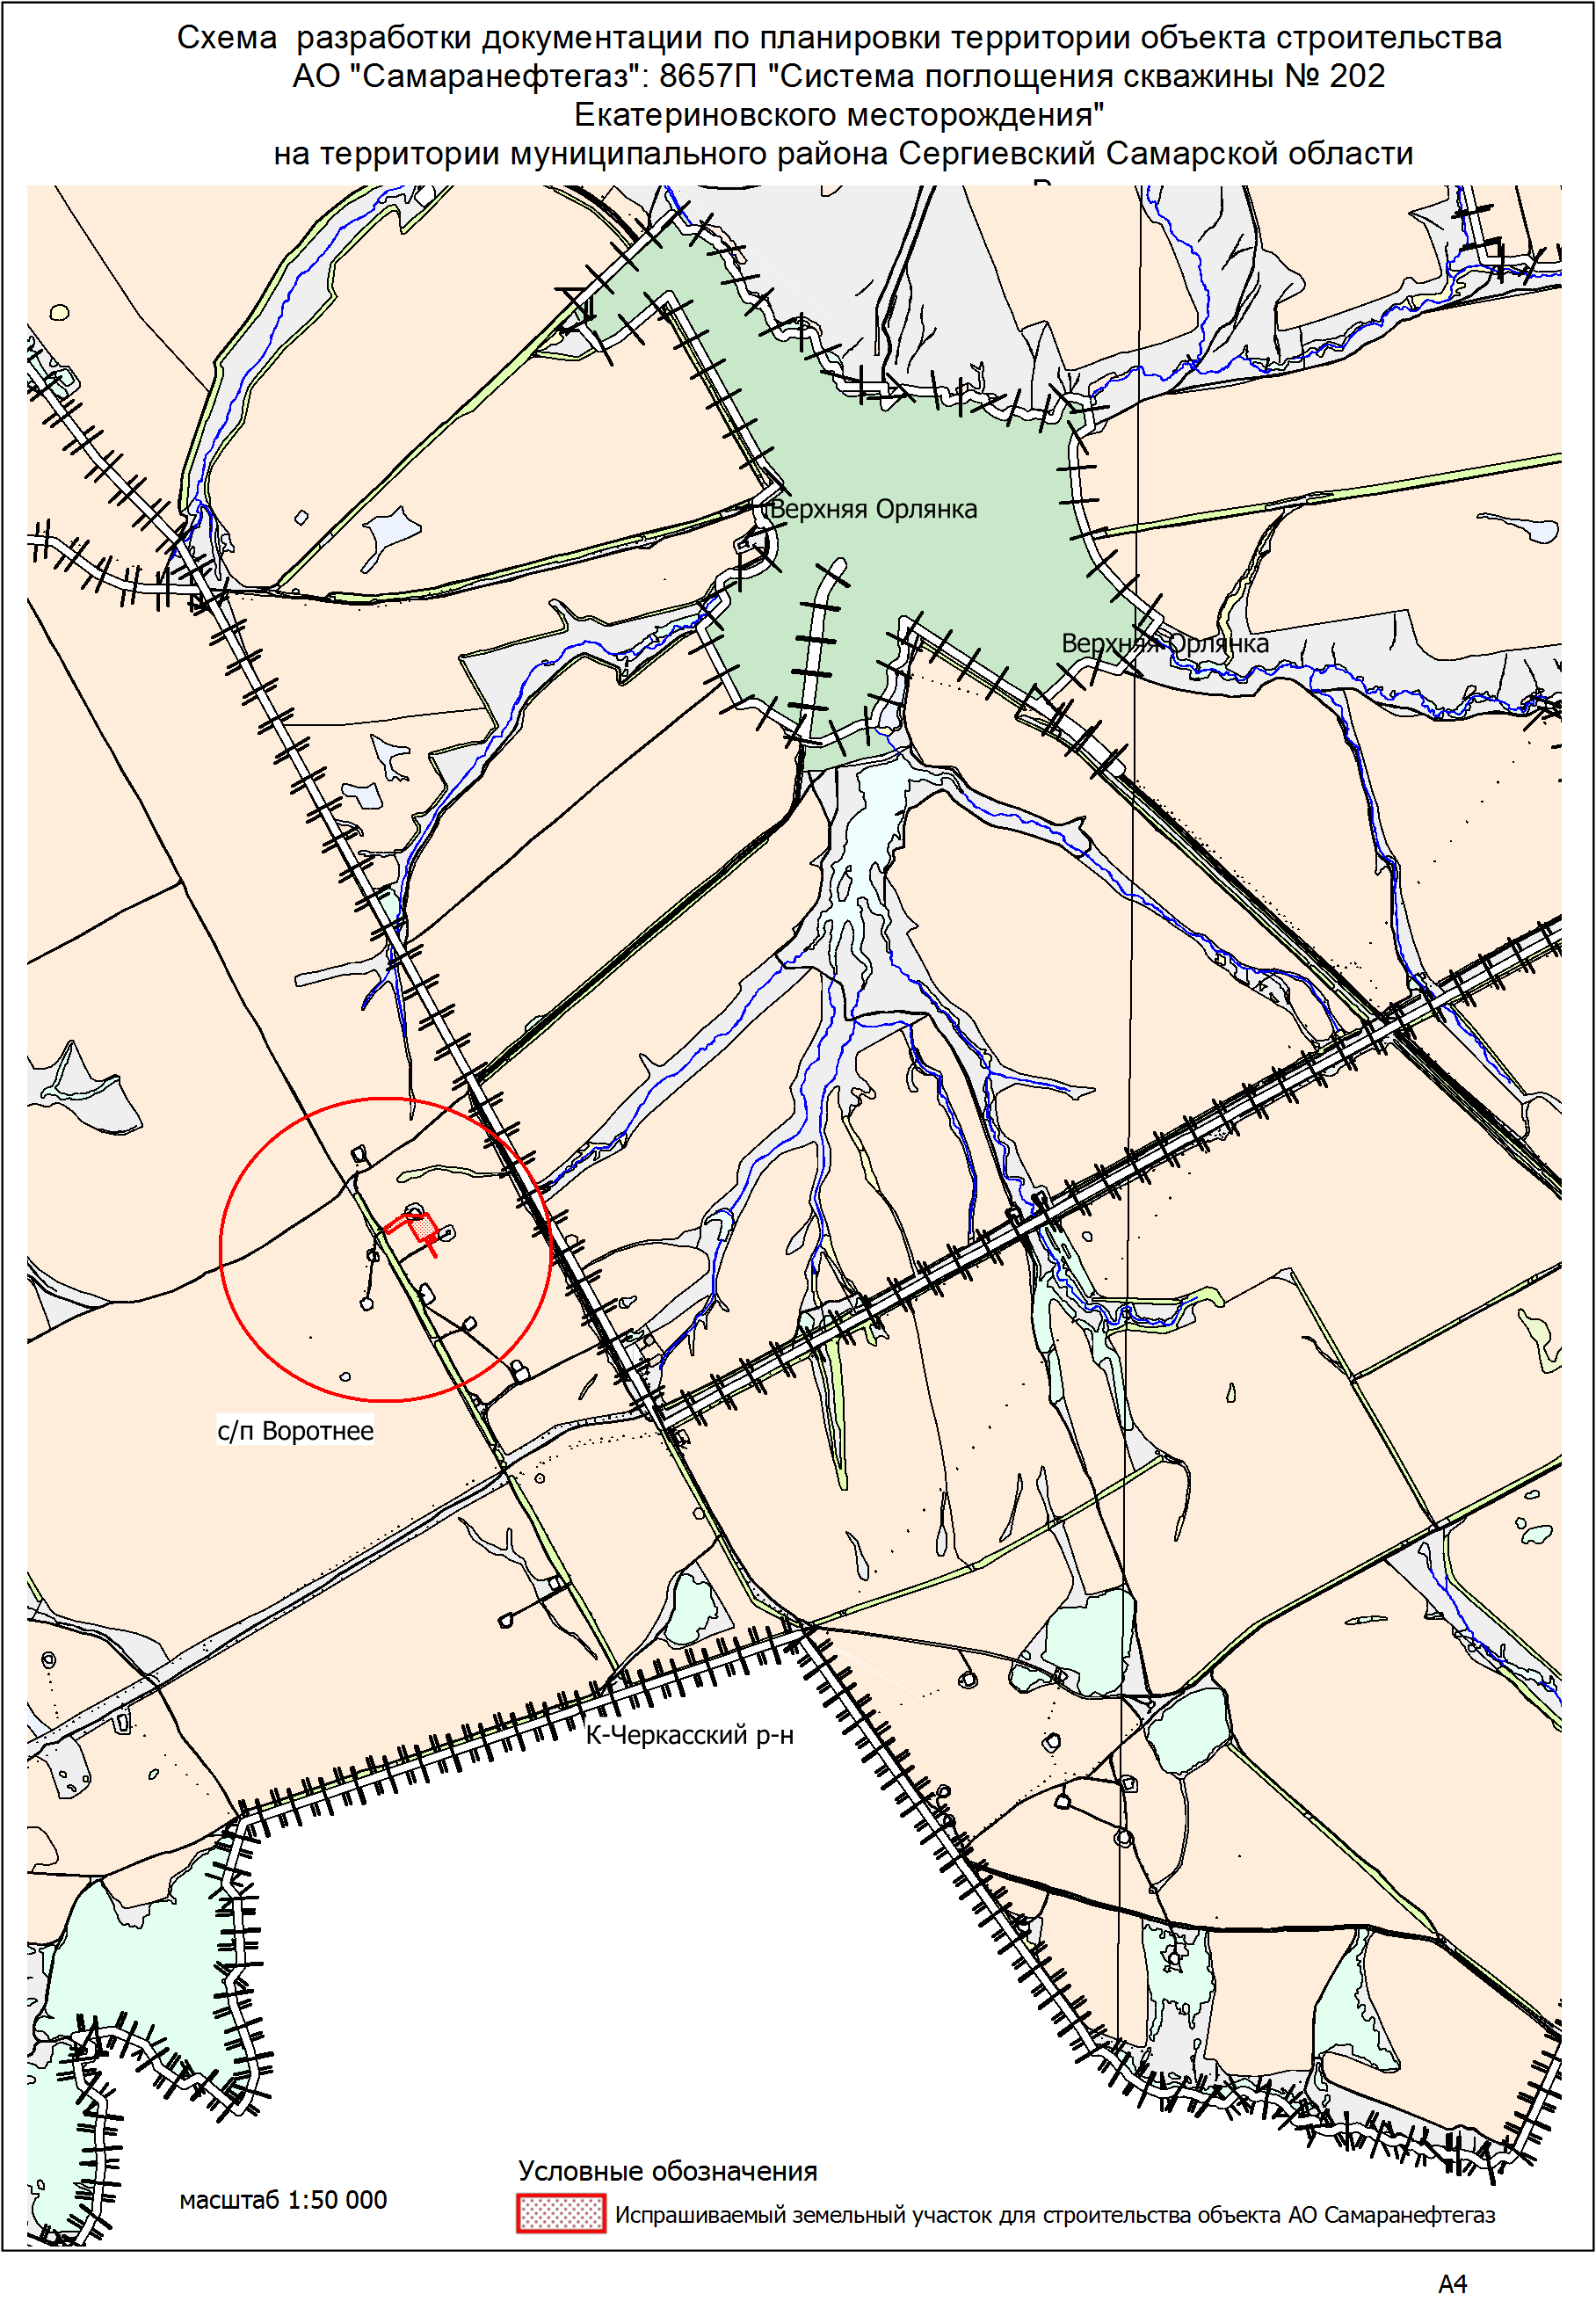 Схема разработки документации по планировки территории объекта строительства
АО "Самаранефтегаз": 8657П "Система поглощения скважины № 202
Екатериновского месторождения"
на территории муниципального района Сергиевский Самарской области
Верхняя Орлянка
Верхняя Орлянка
с/п Воротнее
К-Черкасский р-н
Условные обозначения
масштаб 1:50 000
Испрашиваемый земельный участок для строительства объекта АО Самаранефтегаз
А4